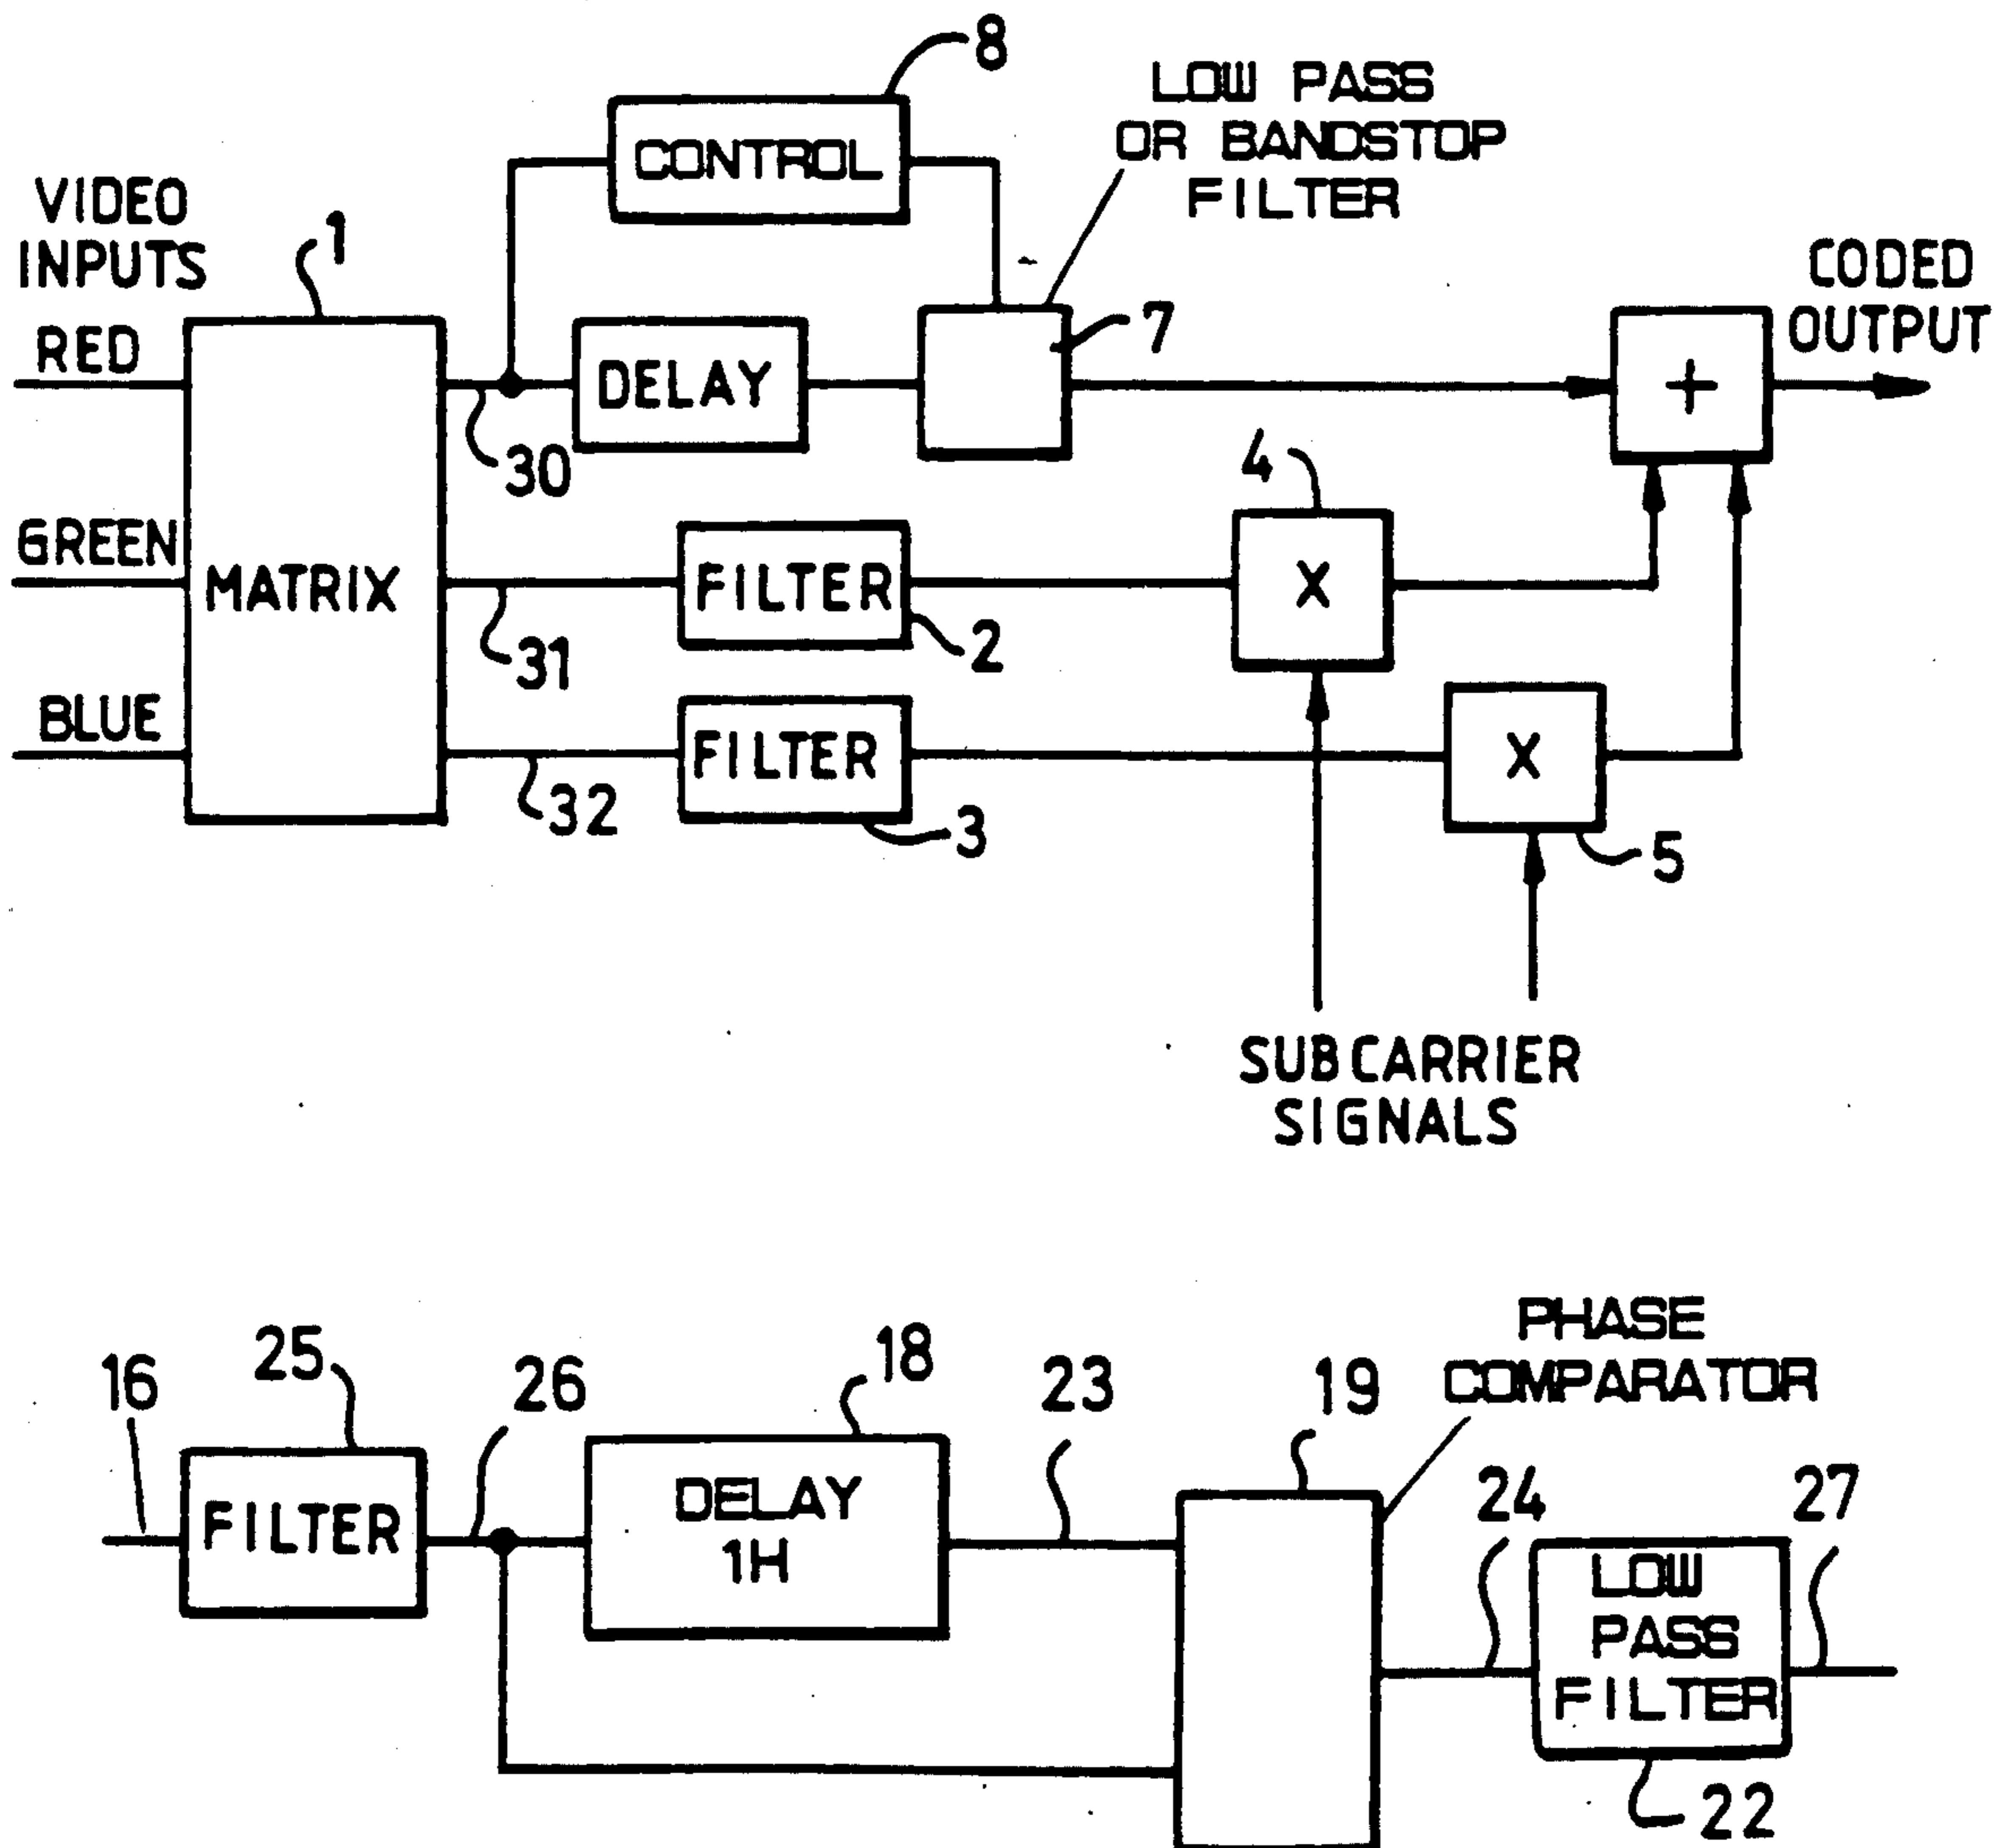 8
LOW PASS
OR BANDSTOP
FILTER
CONTROL
VIDEO
INPUTS
1
CODED
OUTPUT
RED
DELAY
7
+
30
4
GREEN
MATRIX
FILTER
X
31
2
BLUE
FILTER
X
32
3
5
SUBCARRIER
SIGNALS
PHASE
COMPARATOR
16
25
26
18
23
19
24
27
FILTER
DELAY
1H
LOW
PASS
FILTER
22